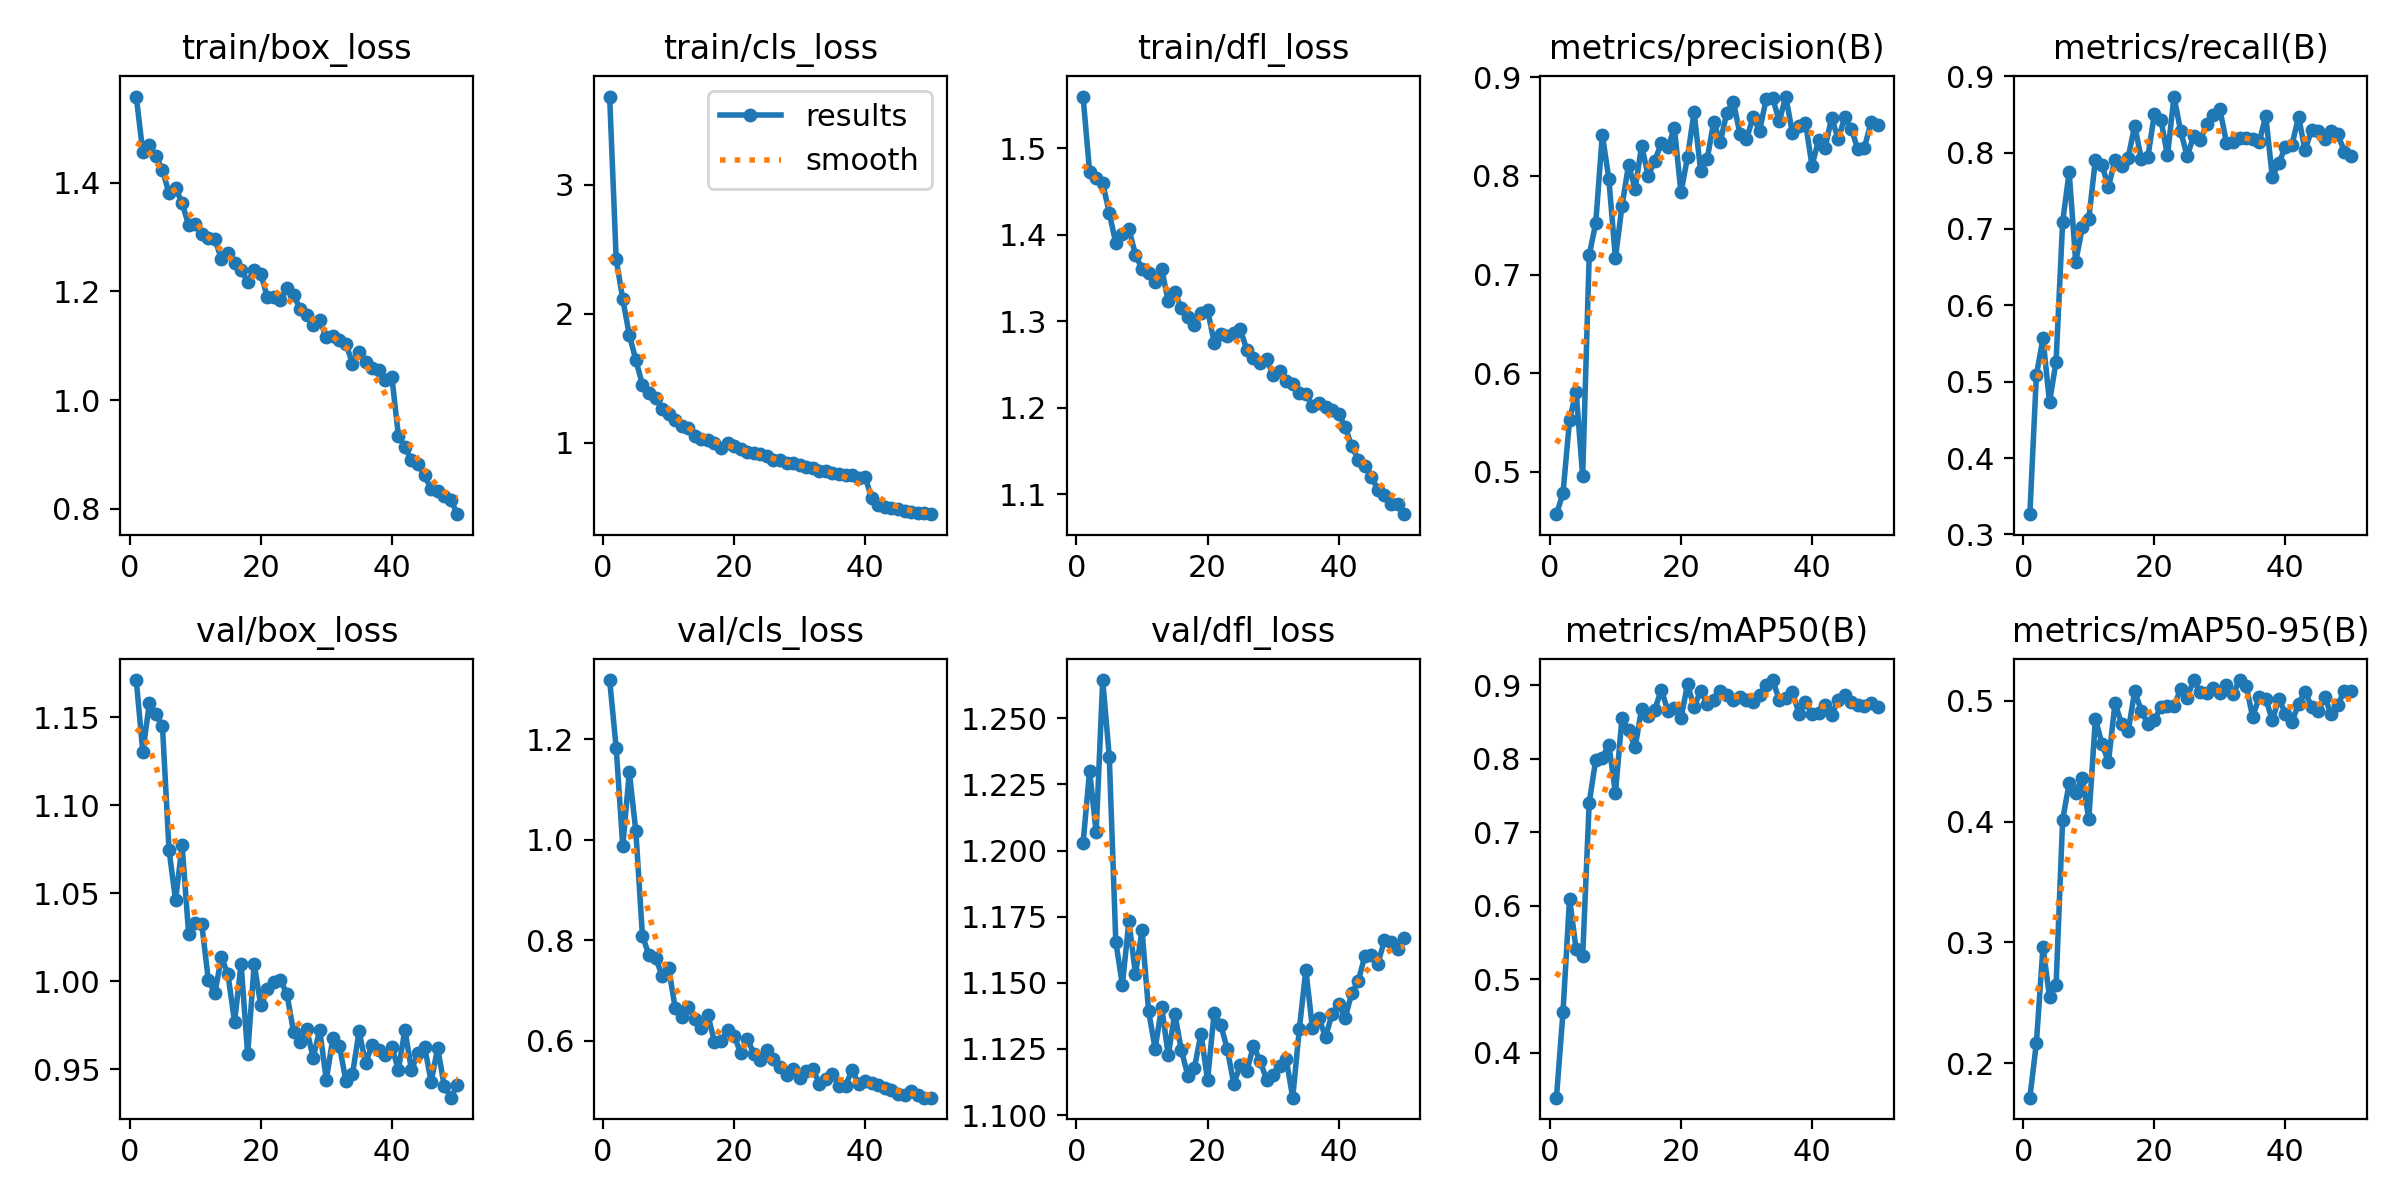 train/box_loss
1.4
1.2
1.0
0.8
0 20 40
train/cls_loss
results
smooth
3
2
1
0 20 40
train/dfl_loss
1.5
1.4
1.3
1.2
1.1
0 20 40
metrics/precision(B)
0.9
0.8
0.7
0.6
0.5
0 20 40
metrics/recall(B)
0.9
0.8
0.7
0.6
0.5
0.4
0.3
0 20 40
val/box_loss
1.15
1.10
1.05
1.00
0.95
0 20 40
val/cls_loss
1.2
1.0
0.8
0.6
0 20 40
val/dfl_loss
1.250
1.225
1.200
1.175
1.150
1.125
1.100
0 20 40
metrics/mAP50(B)
0.9
0.8
0.7
0.6
0.5
0.4
0 20 40
metrics/mAP50-95(B)
0.5
0.4
0.3
0.2
0 20 40